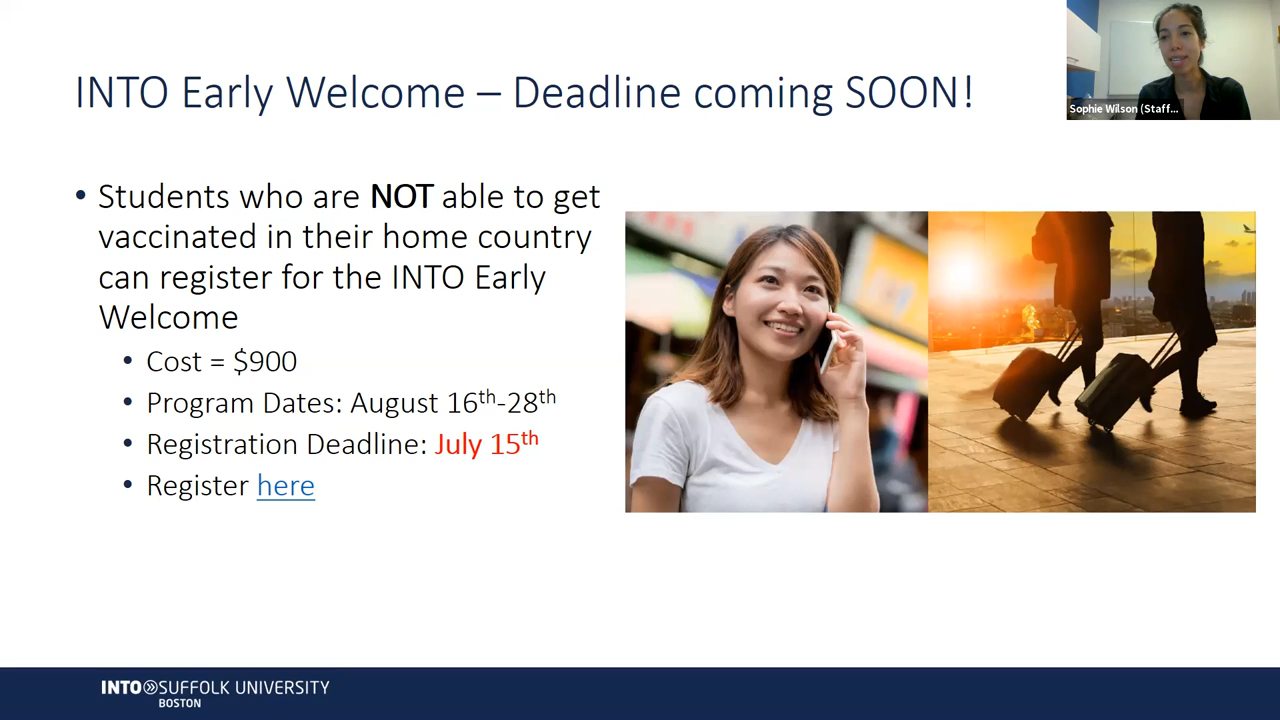 INTO Early Welcome – Deadline coming SOON!
Sophie Wilson (Staff...
• Students who are NOT able to get
vaccinated in their home country
can register for the INTO Early
Welcome
• Cost = $900
• Program Dates: August 16th-28th
• Registration Deadline: July 15th
• Register here
INTO SUFFOLK UNIVERSITY
BOSTON